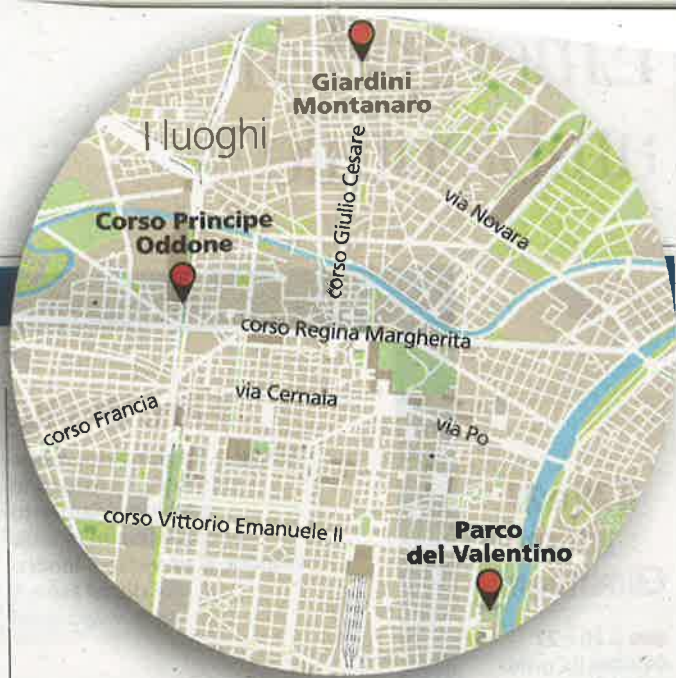 Giardini
Montanaro
I luoghi
corso Giulio Cesare
via Novara
Corso Principe
Oddone
corso Regina Margherita
via Cernaia
corso Francia
via Po
corso Vittorio Emanuele II
Parco
del Valentino